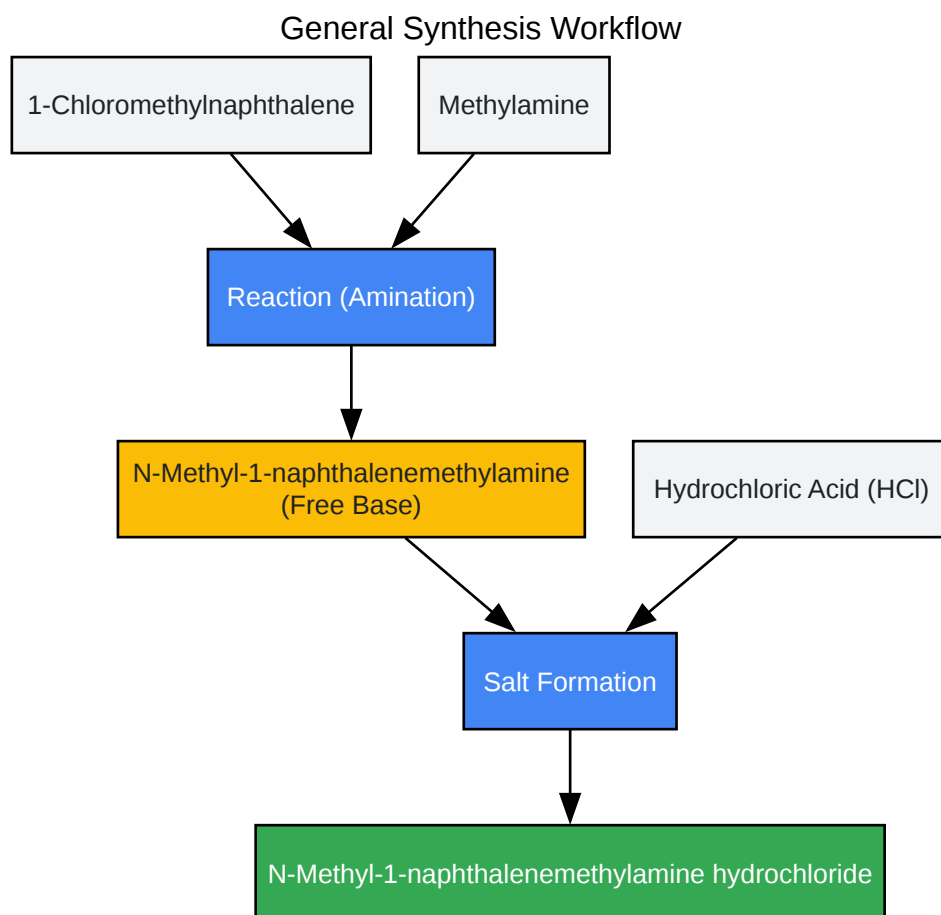 General Synthesis Workflow
1-Chloromethylnaphthalene
Methylamine
Reaction (Amination)
N-Methyl-1-naphthalenemethylamine
(Free Base)
Hydrochloric Acid (HCl)
Salt Formation
N-Methyl-1-naphthalenemethylamine hydrochloride